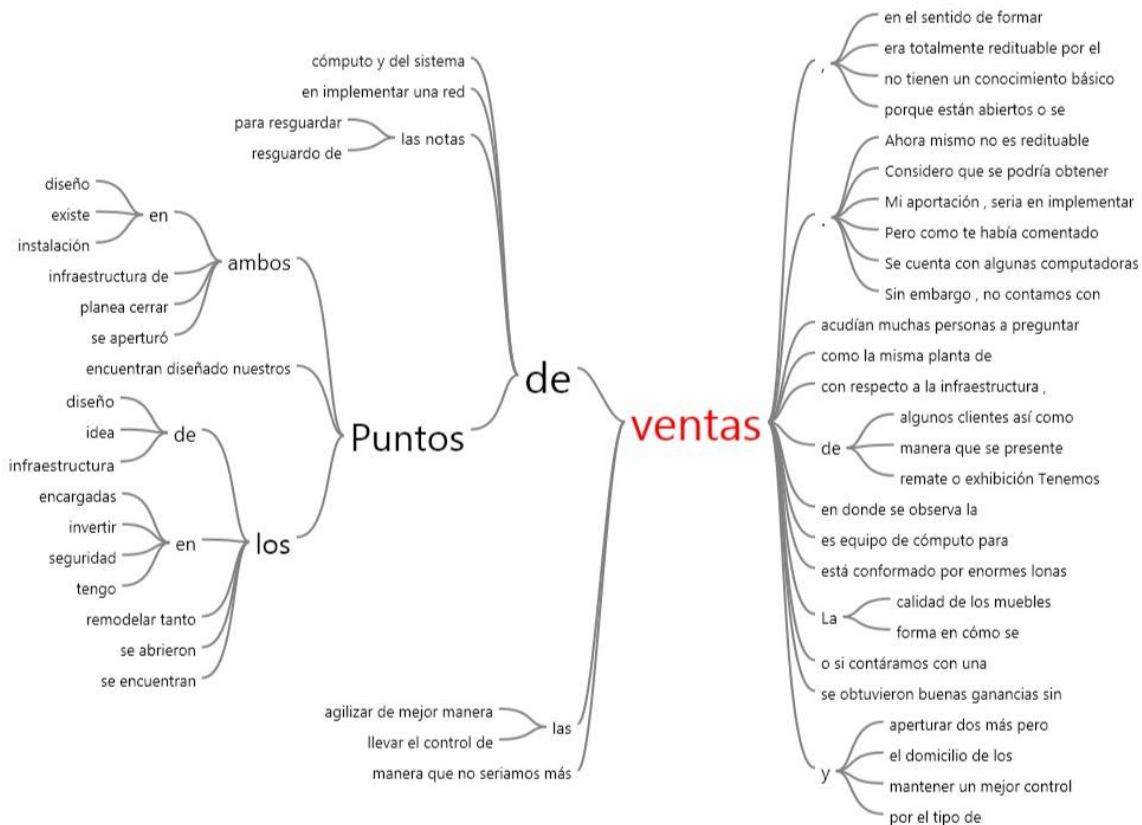 cómputo y del sistema
en implementar una red
para resguardar
resguardo de
las notas
diseño
existe
instalación
en
infraestructura de
planea cerrar
se aperturó
ambos
encuentran diseñado nuestros
diseño
idea
infraestructura
de
encargadas
invertir
seguridad
tengo
en
remodelar tanto
se abrieron
se encuentran
los
Puntos
de
agilizar de mejor manera
llevar el control de
las
manera que no seriamos más
ventas
,
en el sentido de formar
era totalmente redituable por el
no tienen un conocimiento básico
porque están abiertos o se
.
Ahora mismo no es redituable
Considero que se podría obtener
Mi aportación , seria en implementar
Pero como te había comentado
Se cuenta con algunas computadoras
Sin embargo , no contamos con
acudían muchas personas a preguntar
como la misma planta de
con respecto a la infraestructura ,
de
algunos clientes así como
manera que se presente
remate o exhibición Tenemos
en donde se observa la
es equipo de cómputo para
está conformado por enormes lonas
La
calidad de los muebles
forma en cómo se
o si contáramos con una
se obtuvieron buenas ganancias sin
y
aperturar dos más pero
el domicilio de los
mantener un mejor control
por el tipo de